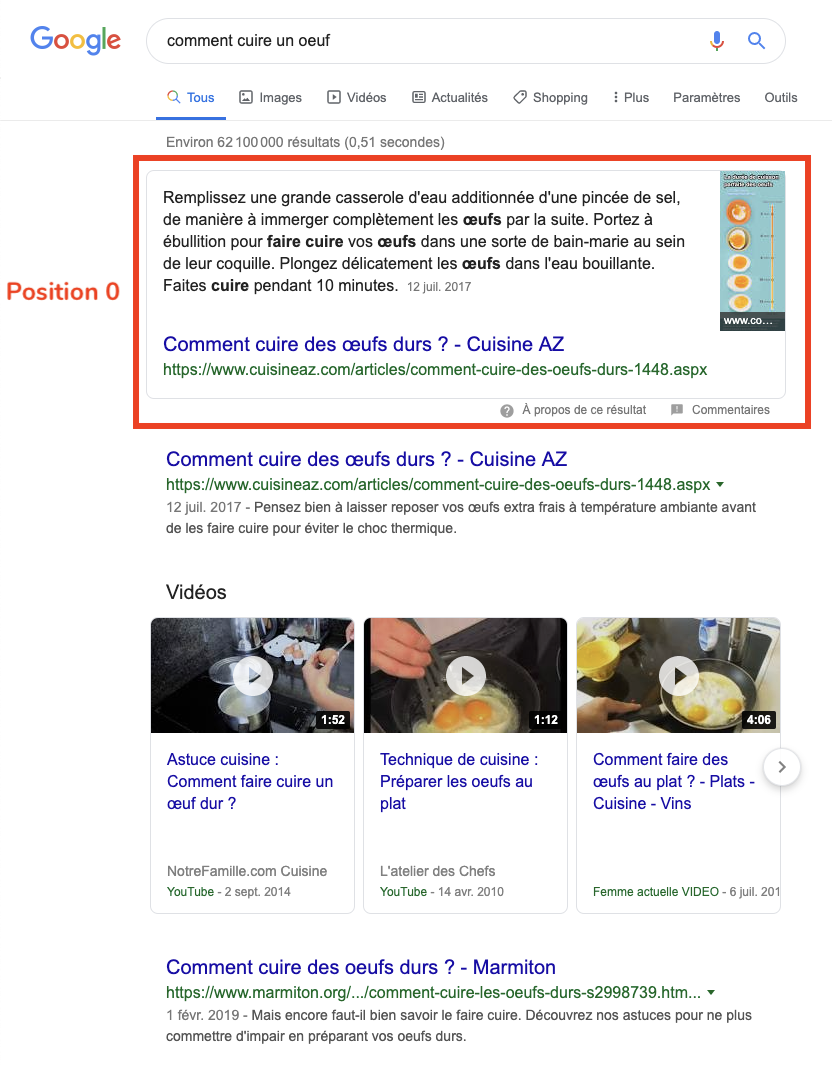 Google
comment cuire un oeuf
Tous Images Vidéos Actualités Shopping Plus Paramètres Outils
Environ 62 100 000 résultats (0,51 secondes)
Position 0
Remplissez une grande casserole d'eau additionnée d'une pincée de sel,
de manière à immerger complètement les œufs par la suite. Portez à
ébullition pour faire cuire vos œufs dans une sorte de bain-marie au sein
de leur coquille. Plongez délicatement les œufs dans l'eau bouillante.
Faites cuire pendant 10 minutes. 12 juil. 2017
La durée de cuisson
parfaite des oeufs
www.co...
Comment cuire des œufs durs ? - Cuisine AZ
https://www.cuisineaz.com/articles/comment-cuire-des-oeufs-durs-1448.aspx
À propos de ce résultat Commentaires
Comment cuire des œufs durs ? - Cuisine AZ
https://www.cuisineaz.com/articles/comment-cuire-des-oeufs-durs-1448.aspx
12 juil. 2017 - Pensez bien à laisser reposer vos œufs extra frais à température ambiante avant
de les faire cuire pour éviter le choc thermique.
Vidéos
1:52
Astuce cuisine :
Comment faire cuire un
œuf dur ?
NotreFamille.com Cuisine
YouTube - 2 sept. 2014
1:12
Technique de cuisine :
Préparer les oeufs au
plat
L'atelier des Chefs
YouTube - 14 avr. 2010
4:06
Comment faire des
œufs au plat ? - Plats -
Cuisine - Vins
Femme actuelle VIDEO - 6 juil. 201
Comment cuire des oeufs durs ? - Marmiton
https://www.marmiton.org/.../comment-cuire-les-oeufs-durs-s2998739.htm...
1 févr. 2019 - Mais encore faut-il bien savoir le faire cuire. Découvrez nos astuces pour ne plus
commettre d'impair en préparant vos oeufs durs.